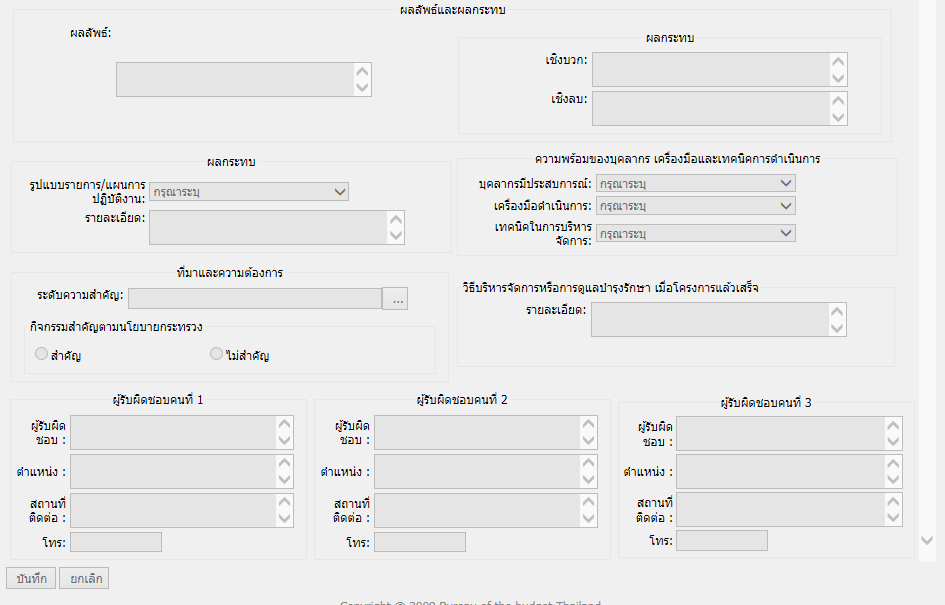 ผลลัพธ์และผลกระทบ
ผลลัพธ์:
ผลกระทบ
เชิงบวก:
เชิงลบ:
ผลกระทบ
รูปแบบรายการ/แผนการ
ปฏิบัติงาน:
กรุณาระบุ
รายละเอียด:
ความพร้อมของบุคลากร เครื่องมือและเทคนิคการดำเนินการ
บุคลากรมีประสบการณ์:
กรุณาระบุ
เครื่องมือดำเนินการ:
กรุณาระบุ
เทคนิคในการบริหาร
จัดการ:
กรุณาระบุ
ที่มาและความต้องการ
ระดับความสำคัญ:
...
กิจกรรมสำคัญตามนโยบายกระทรวง
สำคัญ
ไม่สำคัญ
วิธีบริหารจัดการหรือการดูแลบำรุงรักษา เมื่อโครงการแล้วเสร็จ
รายละเอียด:
ผู้รับผิดชอบคนที่ 1
ผู้รับผิด
ชอบ :
ตำแหน่ง :
สถานที่
ติดต่อ :
โทร:
ผู้รับผิดชอบคนที่ 2
ผู้รับผิด
ชอบ :
ตำแหน่ง :
สถานที่
ติดต่อ :
โทร:
ผู้รับผิดชอบคนที่ 3
ผู้รับผิด
ชอบ :
ตำแหน่ง :
สถานที่
ติดต่อ :
โทร:
บันทึก
ยกเลิก
Copyright © 2009 Bureau of the budget Thailand